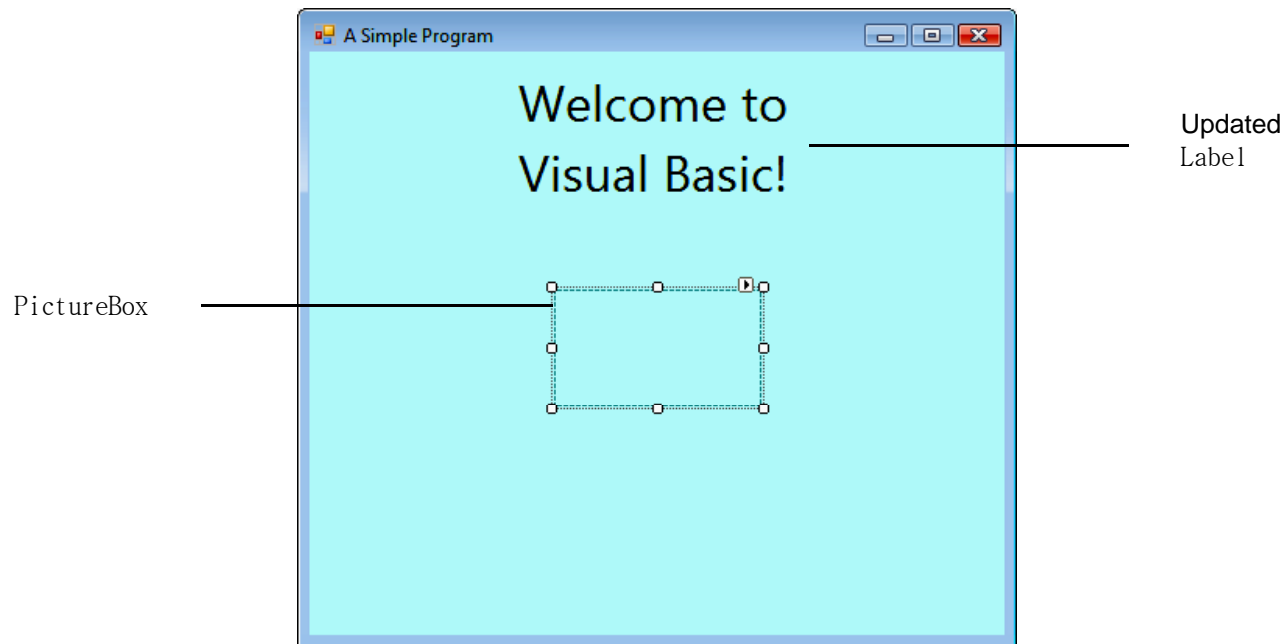 A Simple Program
Welcome to
Visual Basic!
Updated
Label
PictureBox